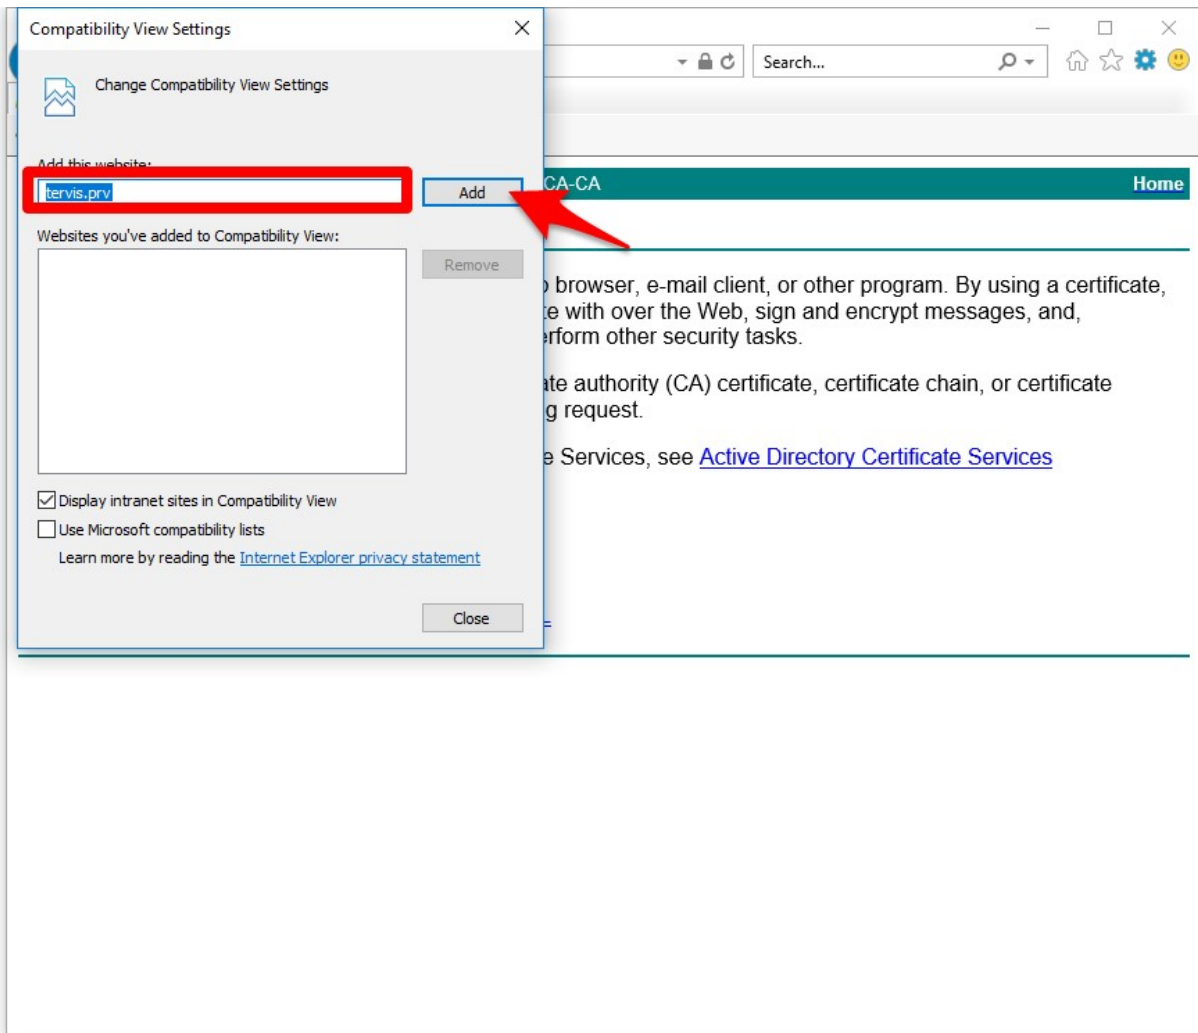 Compatibility View Settings
Search...
Change Compatibility View Settings
Add this website:
tervis.prv
Add
CA-CA
Home
Websites you've added to Compatibility View:
Remove
browser, e-mail client, or other program. By using a certificate,
with over the Web, sign and encrypt messages, and,
perform other security tasks.
authority (CA) certificate, certificate chain, or certificate
request.
Services, see Active Directory Certificate Services
Display intranet sites in Compatibility View
Use Microsoft compatibility lists
Learn more by reading the Internet Explorer privacy statement
Close